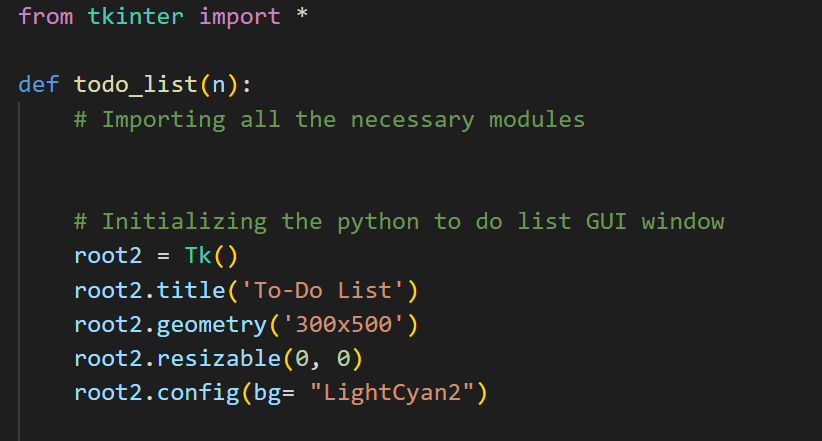 from tkinter import *
def todo_list(n):
# Importing all the necessary modules
# Initializing the python to do list GUI window
root2 = Tk()
root2.title('To-Do List')
root2.geometry('300x500')
root2.resizable(0, 0)
root2.config(bg= "LightCyan2")